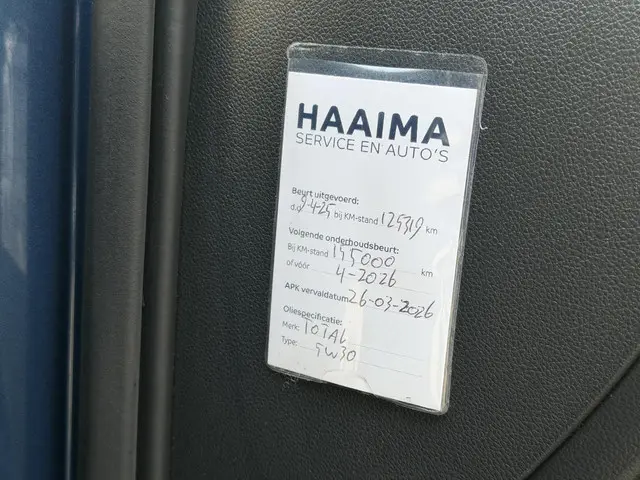 HAAIMA
SERVICE EN AUTO'S
Beurt uitgevoerd:
d.d. 9-4-25 bij KM-stand 125319 km
Volgende onderhoudsbeurt:
Bij KM-stand 155000 km
of vóór 4-2026
APK vervaldatum 26-03-2026
Oliespecificatie:
Merk: TOTAL
Type: 5W30